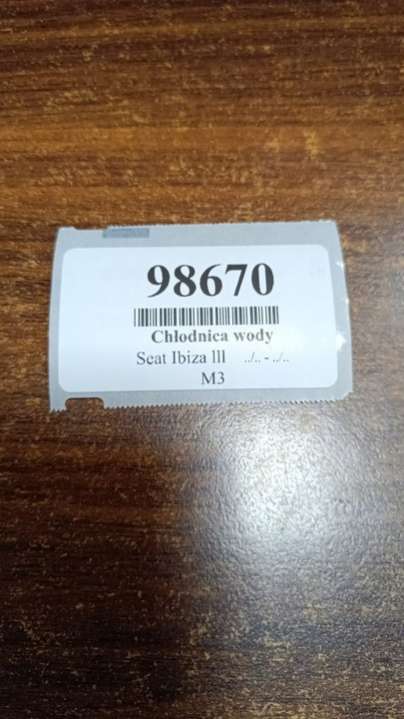 98670
Chłodnica wody
Seat Ibiza III ../.. - ../..
M3